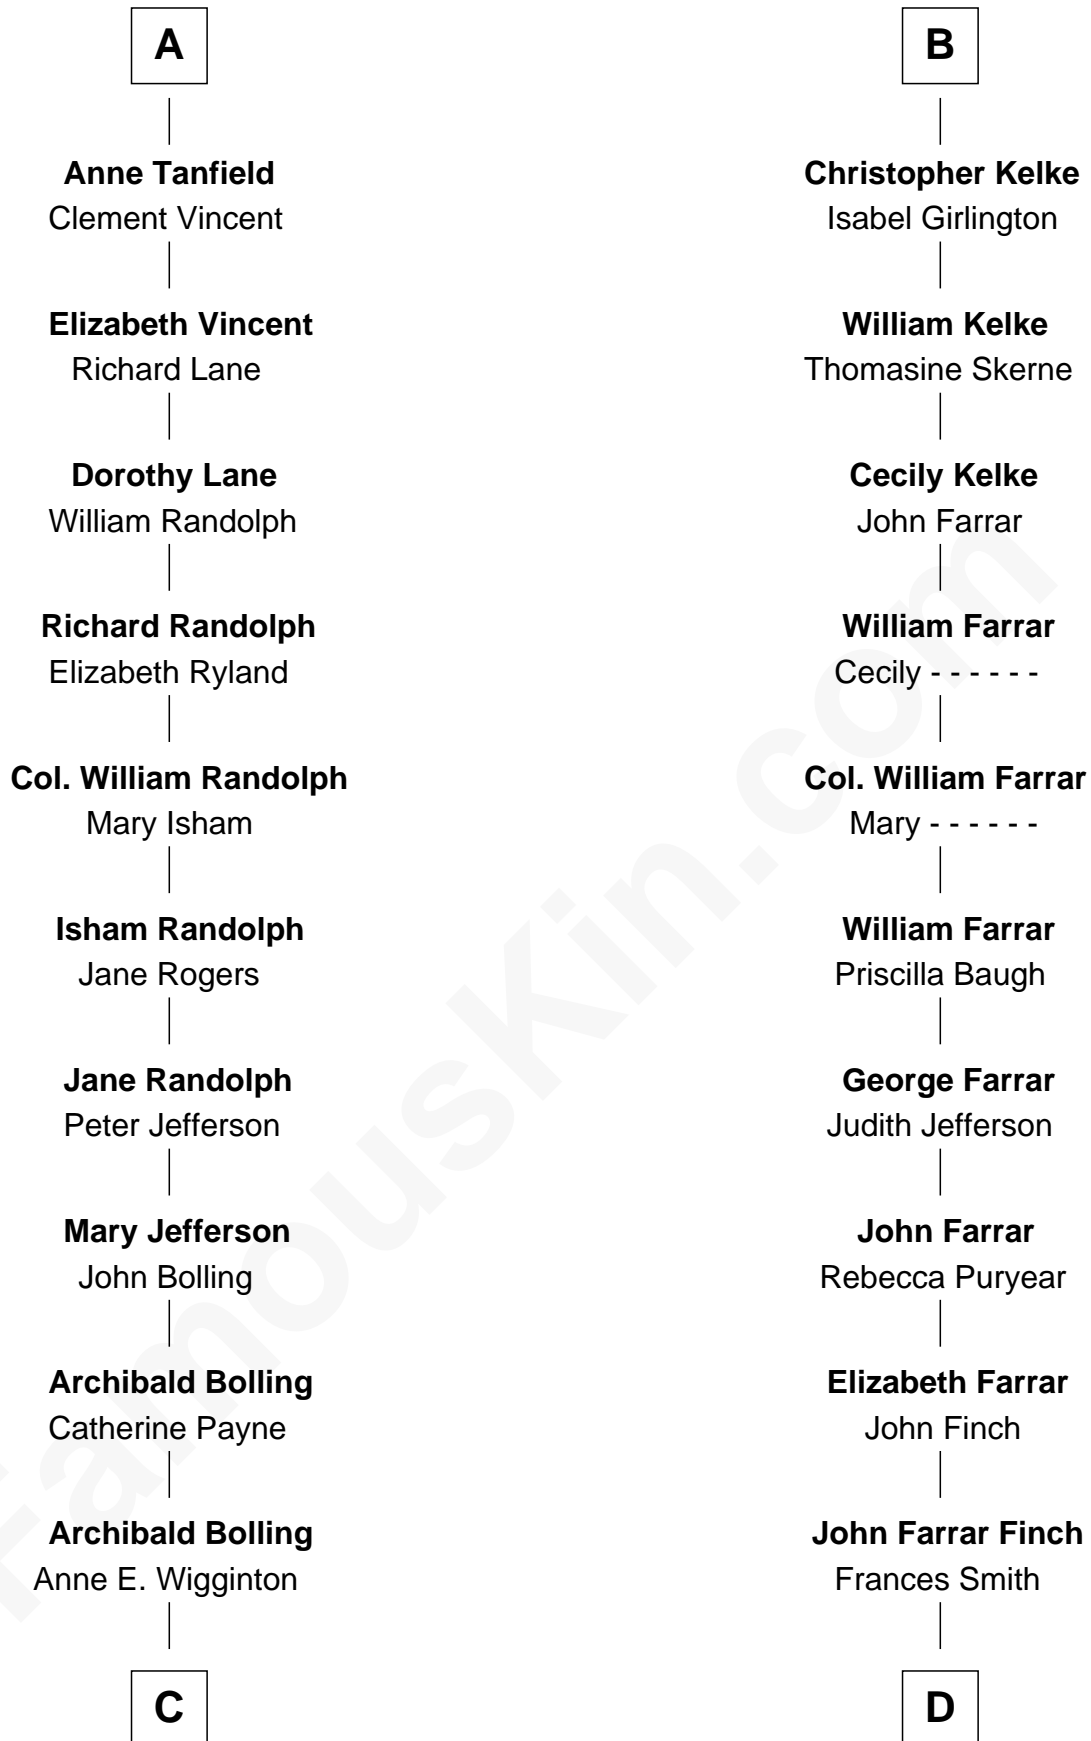 A
Anne Tanfield
Clement Vincent
Elizabeth Vincent
Richard Lane
Dorothy Lane
William Randolph
Richard Randolph
Elizabeth Ryland
Col. William Randolph
Mary Isham
Isham Randolph
Jane Rogers
Jane Randolph
Peter Jefferson
Mary Jefferson
John Bolling
Archibald Bolling
Catherine Payne
Archibald Bolling
Anne E. Wigginton
C
B
Christopher Kelke
Isabel Girlington
William Kelke
Thomasine Skerne
Cecily Kelke
John Farrar
William Farrar
Cecily - - - - - -
Col. William Farrar
Mary - - - - - -
William Farrar
Priscilla Baugh
George Farrar
Judith Jefferson
John Farrar
Rebecca Puryear
Elizabeth Farrar
John Finch
John Farrar Finch
Frances Smith
D
FamousKin.com